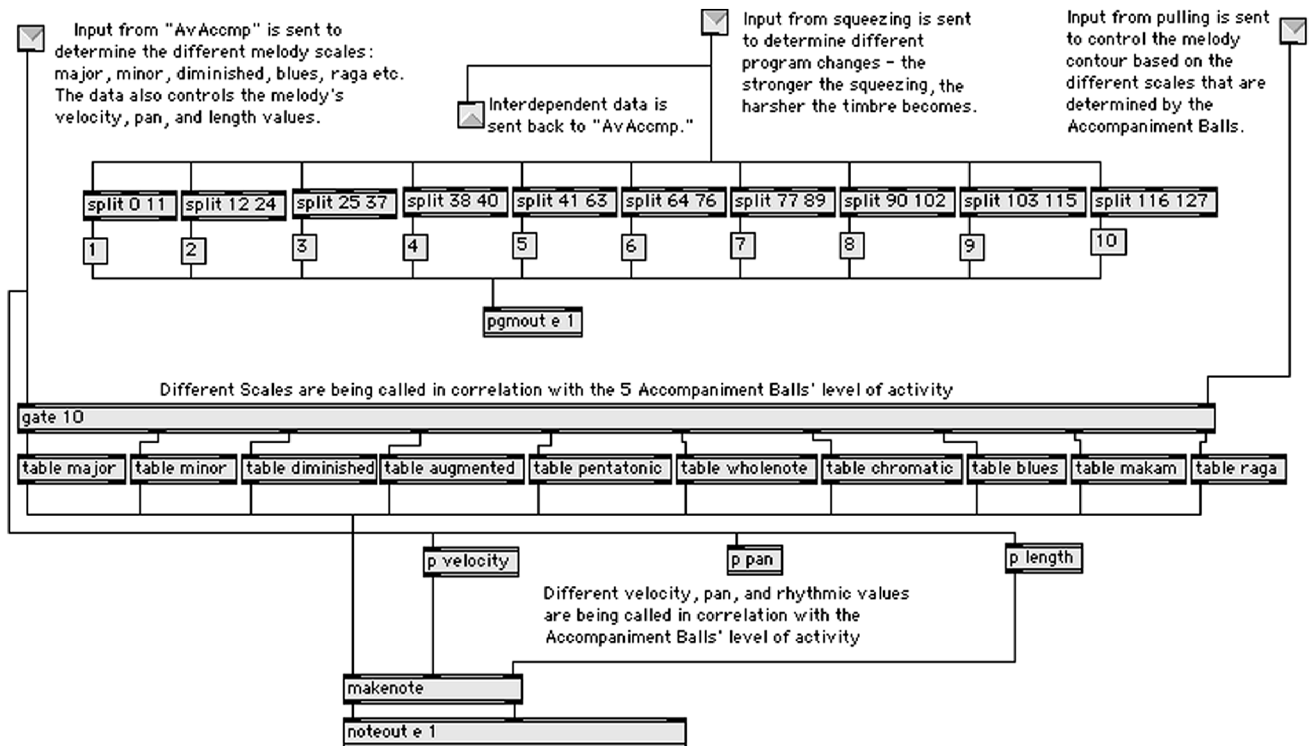 Input from "AvAccmp" is sent to
determine the different melody scales:
major, minor, diminished, blues, raga etc.
The data also controls the melody's
velocity, pan, and length values.
Interdependent data is
sent back to "AvAccmp."
Input from squeezing is sent
to determine different
program changes - the
stronger the squeezing, the
harsher the timbre becomes.
Input from pulling is sent
to control the melody
contour based on the
different scales that are
determined by the
Accompaniment Balls.
split 0 11
split 12 24
split 25 37
split 38 40
split 41 63
split 64 76
split 77 89
split 90 102
split 103 115
split 116 127
1
2
3
4
5
6
7
8
9
10
pgmout e 1
Different Scales are being called in correlation with the 5 Accompaniment Balls' level of activity
gate 10
table major
table minor
table diminished
table augmented
table pentatonic
table wholenote
table chromatic
table blues
table makam
table raga
p velocity
p pan
p length
Different velocity, pan, and rhythmic values
are being called in correlation with the
Accompaniment Balls' level of activity
makenote
noteout e 1